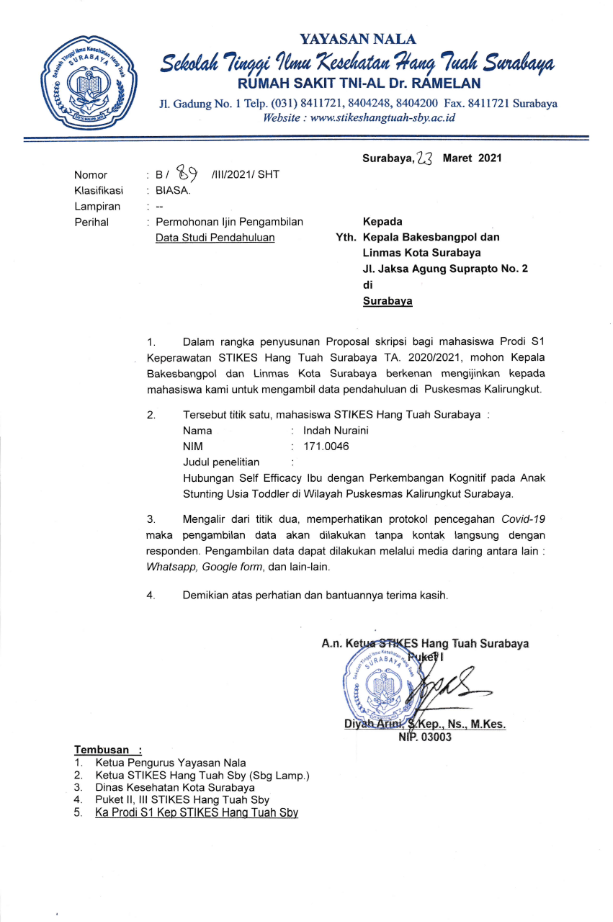 YAYASAN NALA
Sekolah Tinggi Ilmu Kesehatan Hang Tuah Surabaya
RUMAH SAKIT TNI-AL Dr. RAMELAN
Jl. Gadung No. 1 Telp. (031) 8411721, 8404248, 8404200 Fax. 8411721 Surabaya
Website : www.stikeshangtuah-sby.ac.id
Surabaya, 23 Maret 2021
Nomor : B / 89 /III/2021/ SHT
Klasifikasi : BIASA.
Lampiran : --
Perihal : Permohonan Ijin Pengambilan
Data Studi Pendahuluan
Kepada
Yth. Kepala Bakesbangpol dan
Linmas Kota Surabaya
Jl. Jaksa Agung Suprapto No. 2
di
Surabaya
1. Dalam rangka penyusunan Proposal skripsi bagi mahasiswa Prodi S1
Keperawatan STIKES Hang Tuah Surabaya TA. 2020/2021, mohon Kepala
Bakesbangpol dan Linmas Kota Surabaya berkenan mengijinkan kepada
mahasiswa kami untuk mengambil data pendahuluan di Puskesmas Kalirungkut.
2. Tersebut titik satu, mahasiswa STIKES Hang Tuah Surabaya :
Nama : Indah Nuraini
NIM : 171.0046
Judul penelitian :
Hubungan Self Efficacy Ibu dengan Perkembangan Kognitif pada Anak
Stunting Usia Toddler di Wilayah Puskesmas Kalirungkut Surabaya.
3. Mengalir dari titik dua, memperhatikan protokol pencegahan Covid-19
maka pengambilan data akan dilakukan tanpa kontak langsung dengan
responden. Pengambilan data dapat dilakukan melalui media daring antara lain :
Whatsapp, Google form, dan lain-lain.
4. Demikian atas perhatian dan bantuannya terima kasih.
A.n. Ketua STIKES Hang Tuah Surabaya
Puket I
SURABAYA
Diyah Arini, S.Kep., Ns., M.Kes.
NIP. 03003
Tembusan :
1. Ketua Pengurus Yayasan Nala
2. Ketua STIKES Hang Tuah Sby (Sbg Lamp.)
3. Dinas Kesehatan Kota Surabaya
4. Puket II, III STIKES Hang Tuah Sby
5. Ka Prodi S1 Kep STIKES Hang Tuah Sby